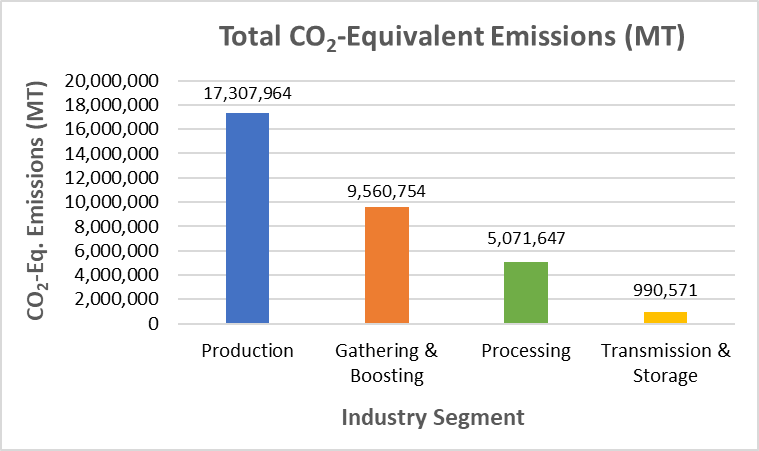 Total CO₂-Equivalent Emissions (MT)
CO₂-Eq. Emissions (MT)
20,000,000
18,000,000
16,000,000
14,000,000
12,000,000
10,000,000
8,000,000
6,000,000
4,000,000
2,000,000
0
17,307,964
9,560,754
5,071,647
990,571
Production
Gathering &
Boosting
Processing
Transmission &
Storage
Industry Segment